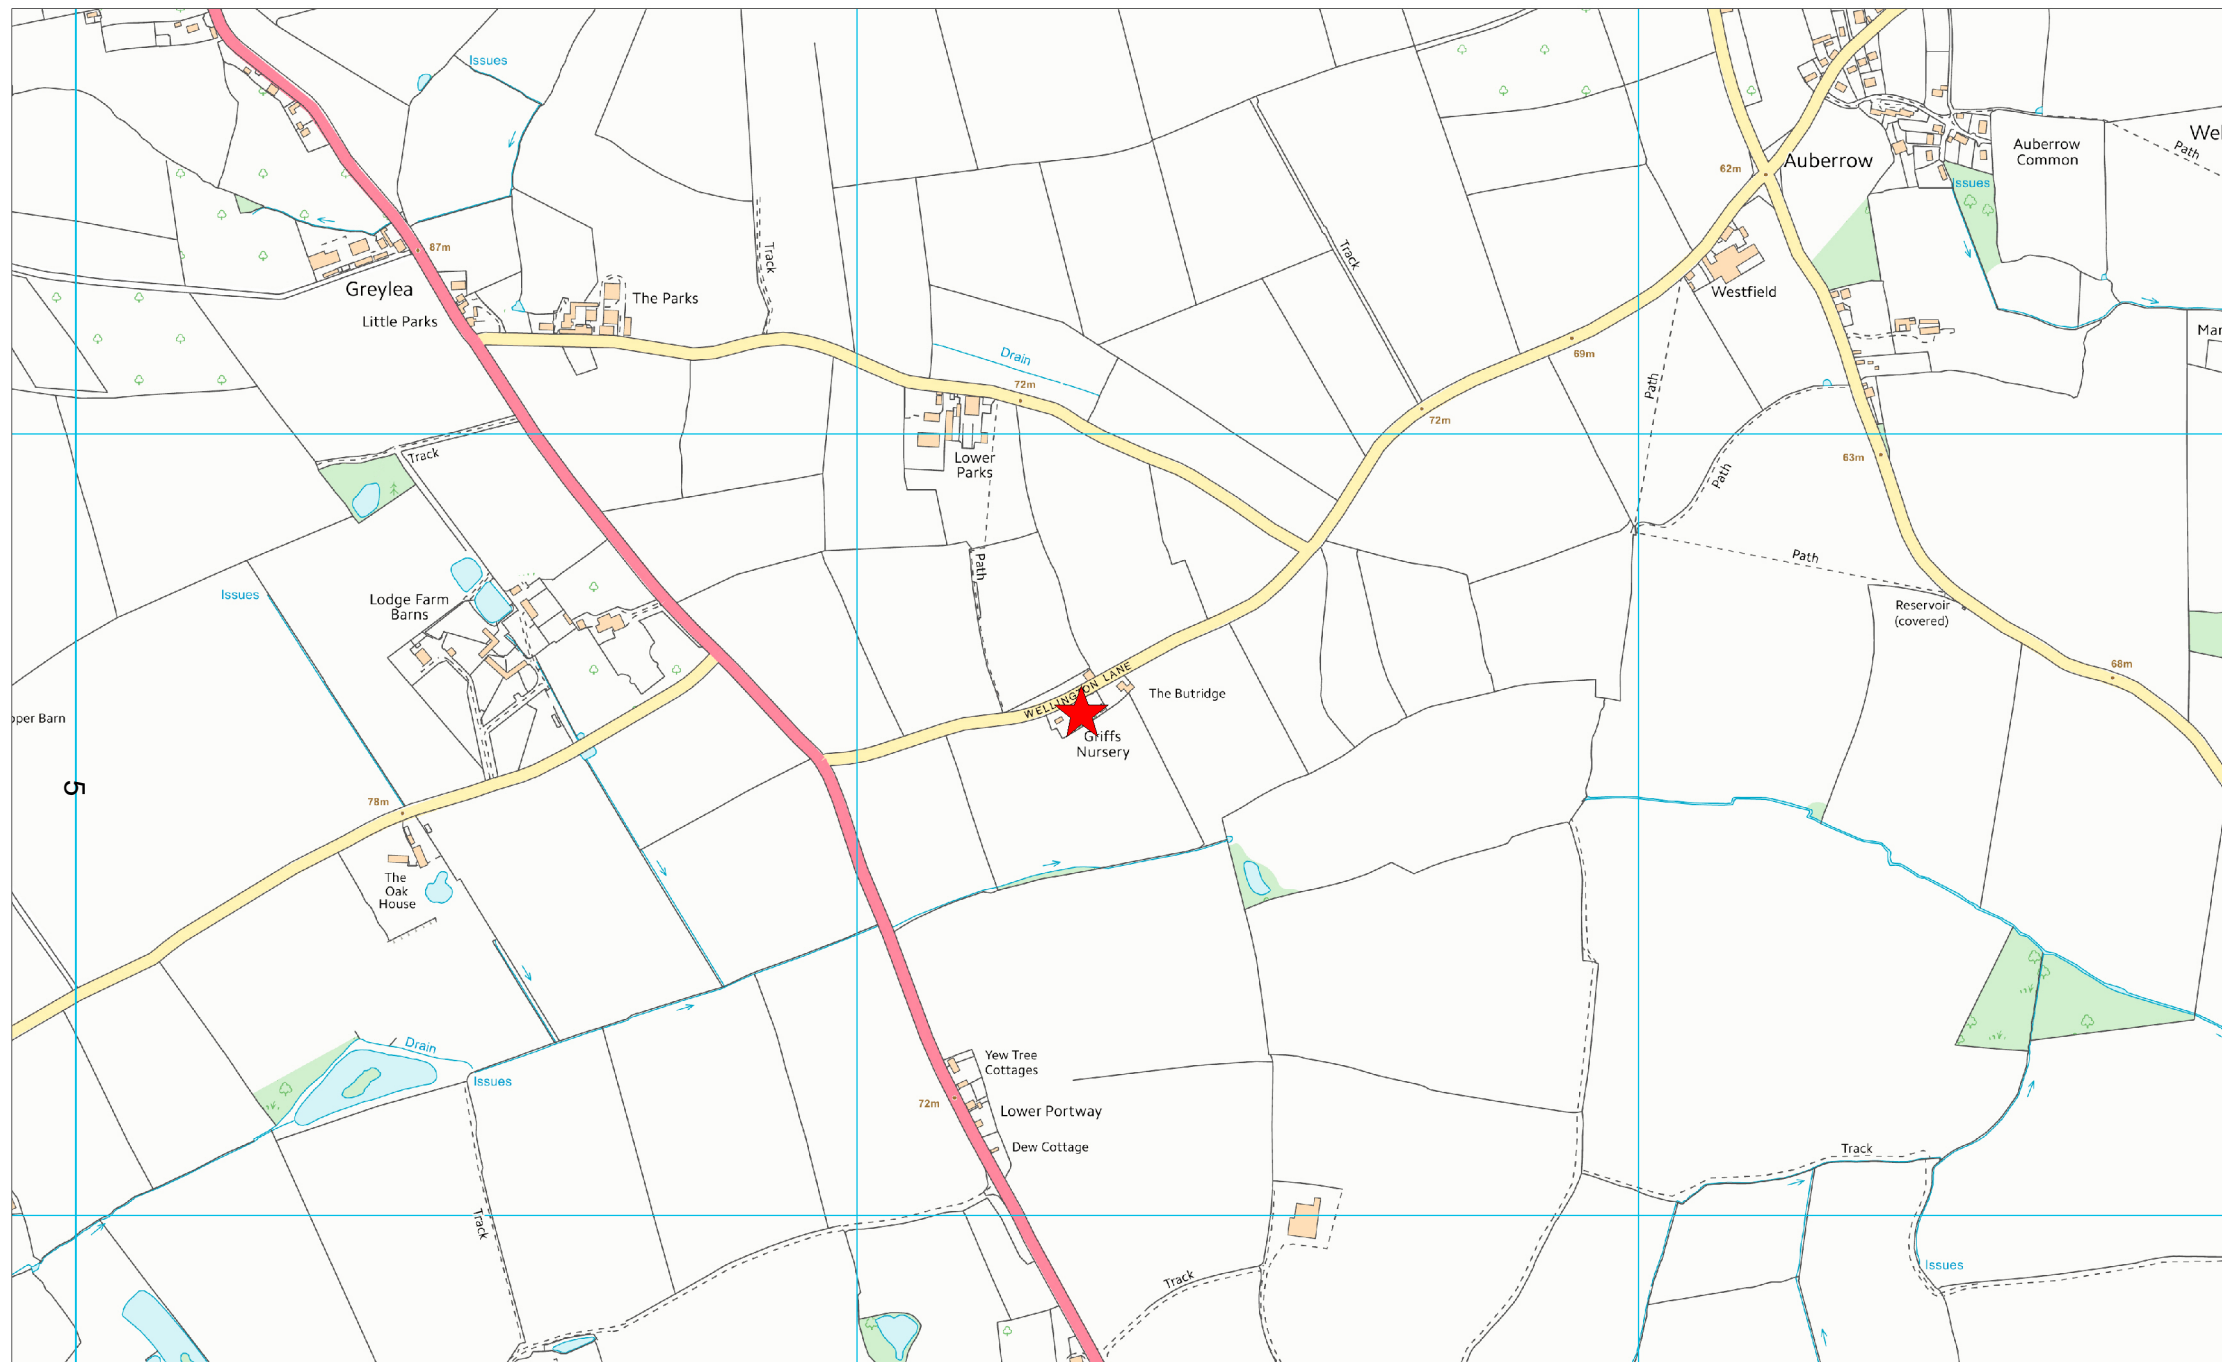 Issues
Auberrow
Auberrow
Common
Path
62m
Issues
87m
Track
Track
Greylea
The Parks
Westfield
Little Parks
Drain
69m
72m
Path
72m
Track
Lower
Parks
63m
Path
Path
Path
Issues
Lodge Farm
Barns
Reservoir
(covered)
68m
WELLINGTON LANE
The Butridge
Griffs
Nursery
5
78m
The
Oak
House
Drain
Issues
Yew Tree
Cottages
72m
Lower Portway
Dew Cottage
Track
Track
Track
Issues